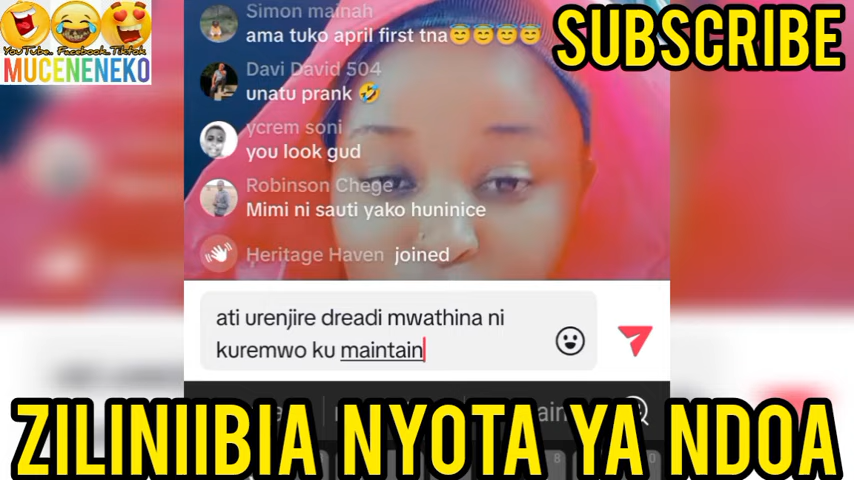 YouTube. Facebook. Tiktok
MUCENENEKO
SUBSCRIBE
Simon mainah
ama tuko april first tna😇😇😇😇
Davi David 504
unatu prank 🤣
ycrem soni
you look gud
Robinson Chege
Mimi ni sauti yako huninice
Heritage Haven joined
ati urenjire dreadi mwathina ni
kuremwo ku maintain
ZILINIIBIA NYOTA YA NDOA